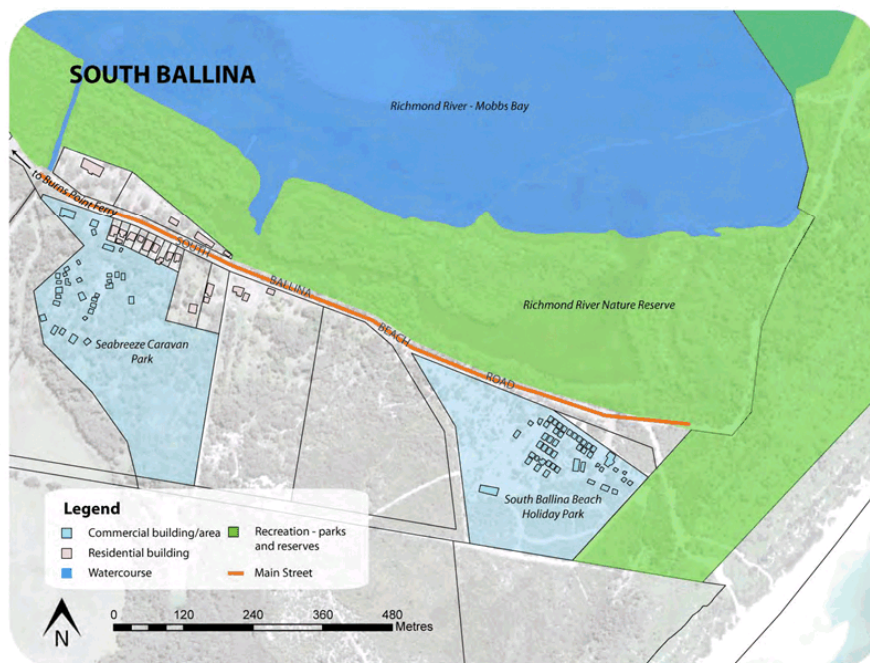 SOUTH BALLINA
Richmond River - Mobbs Bay
to Burns Point Ferry
SOUTH BALLINA BEACH ROAD
Richmond River Nature Reserve
Seabreeze Caravan
Park
South Ballina Beach
Holiday Park
Legend
Commercial building/area
Residential building
Watercourse
Recreation - parks
and reserves
Main Street
N
0 120 240 360 480
Metres